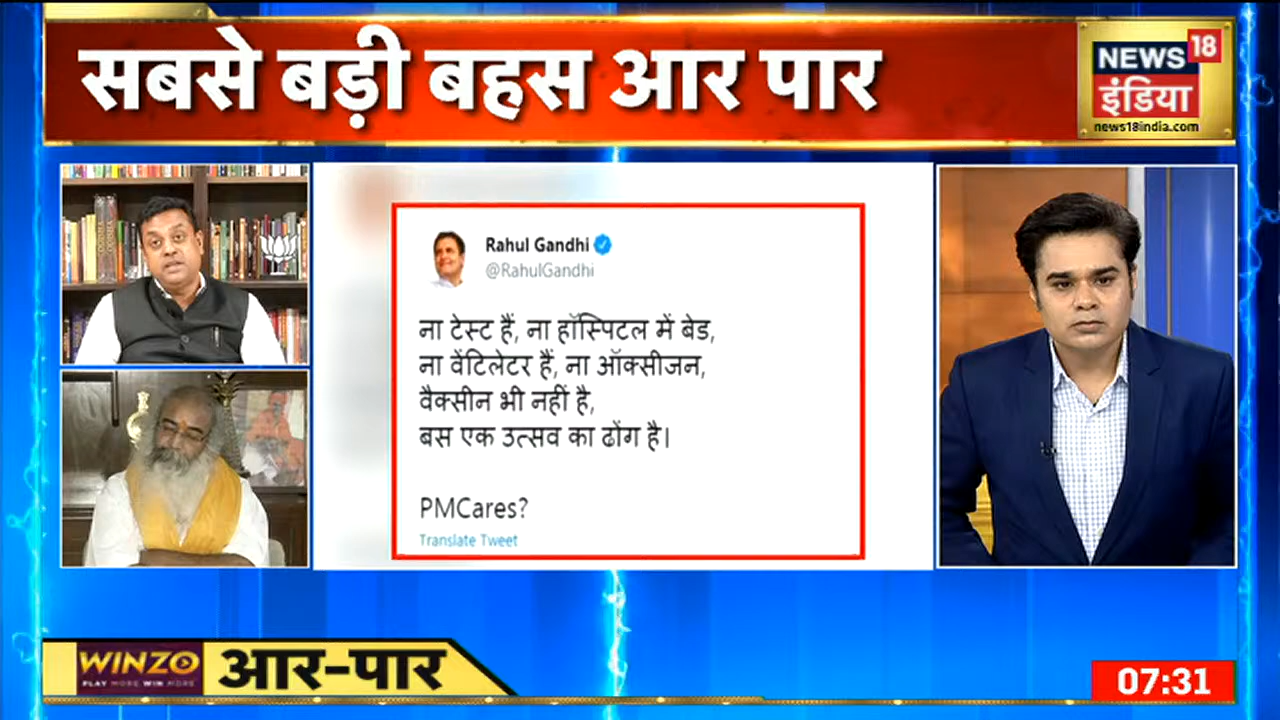 सबसे बड़ी बहस आर पार
NEWS 18
इंडिया
news18india.com
Rahul Gandhi
@RahulGandhi
ना टेस्ट हैं, ना हॉस्पिटल में बेड,
ना वेंटिलेटर हैं, ना ऑक्सीजन,
वैक्सीन भी नहीं है,
बस एक उत्सव का ढोंग है।
PMCares?
Translate Tweet
WINZO
PLAY MORE. WIN MORE
आर-पार
07:31